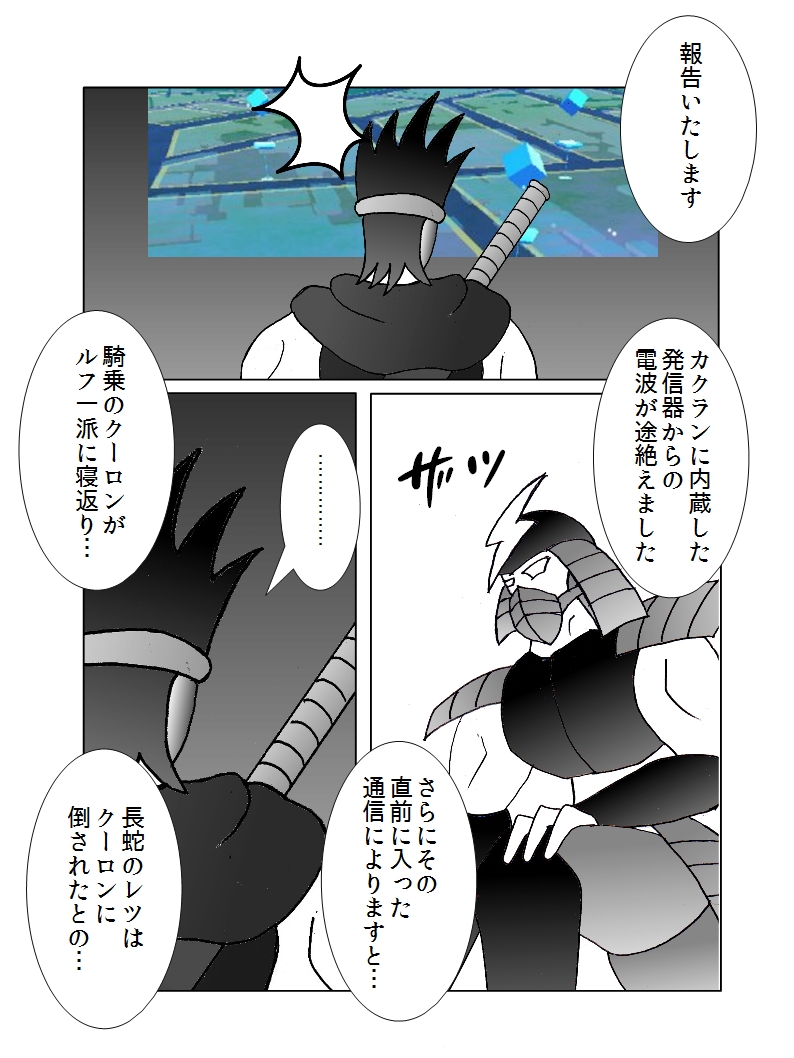 報告いたします
カクランに内蔵した
発信器からの
電波が途絶えました
ザッ
さらにその
直前に入った
通信によりますと…
……………
騎乗のクーロンが
ルフ一派に寝返り…
長蛇のレツは
クーロンに
倒されたとの…